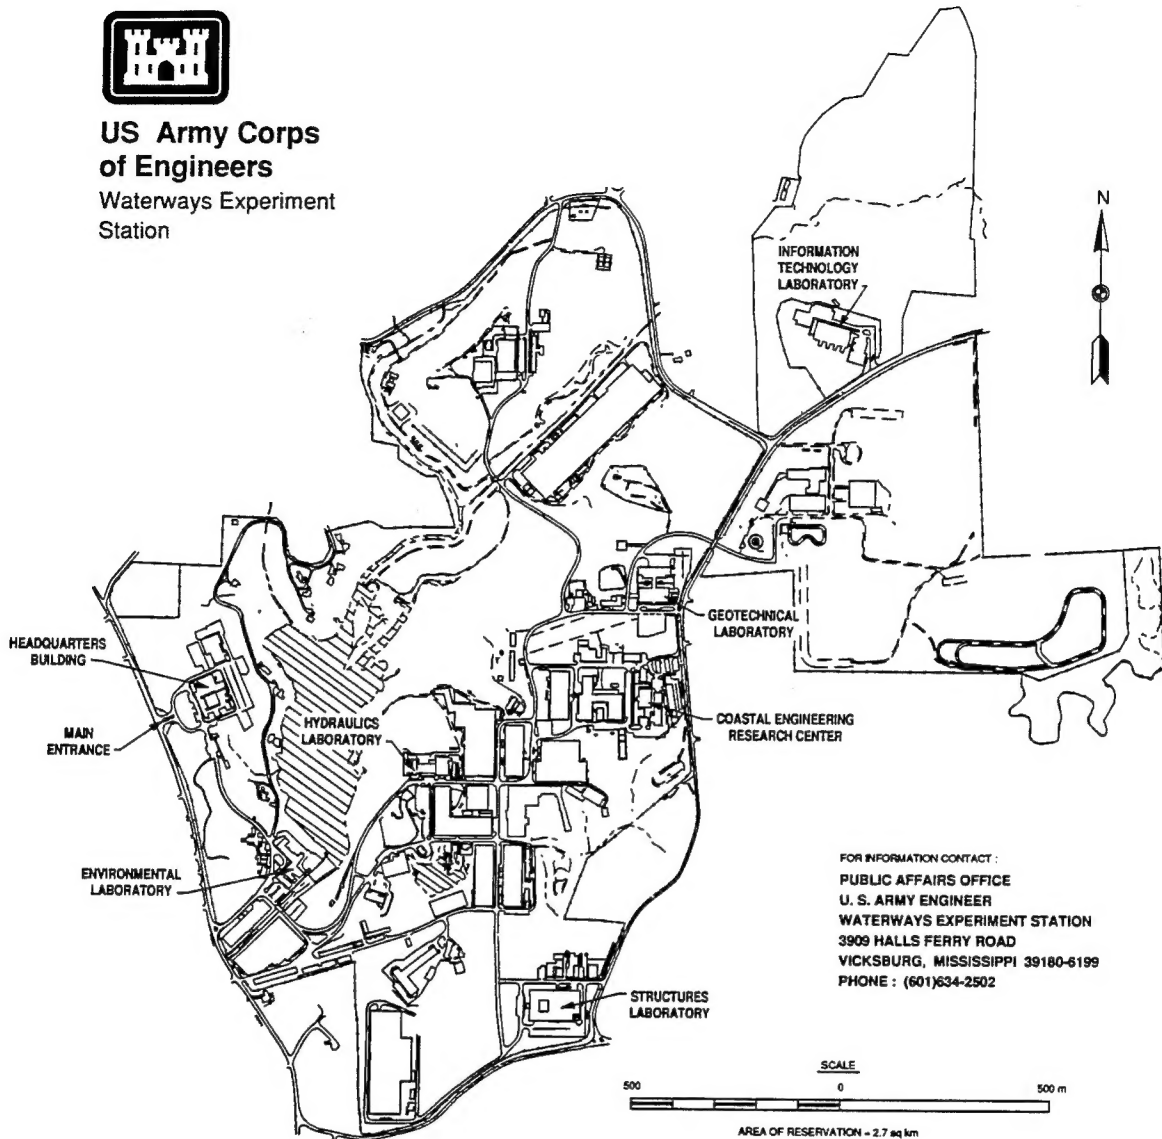 US Army Corps
of Engineers
Waterways Experiment
Station
N
INFORMATION
TECHNOLOGY
LABORATORY
GEOTECHNICAL
LABORATORY
HEADQUARTERS
BUILDING
MAIN
ENTRANCE
HYDRAULICS
LABORATORY
COASTAL ENGINEERING
RESEARCH CENTER
ENVIRONMENTAL
LABORATORY
FOR INFORMATION CONTACT :
PUBLIC AFFAIRS OFFICE
U. S. ARMY ENGINEER
WATERWAYS EXPERIMENT STATION
3909 HALLS FERRY ROAD
VICKSBURG, MISSISSIPPI 39180-6199
PHONE : (601)634-2502
STRUCTURES
LABORATORY
SCALE
500 0 500 m
AREA OF RESERVATION = 2.7 sq km